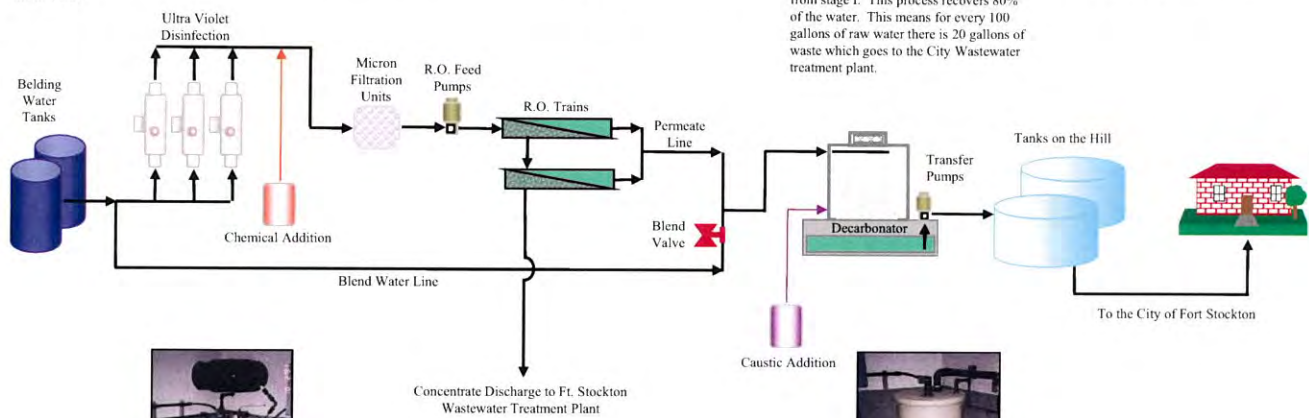 from stage I. This process recovers 80%
of the water. This means for every 100
gallons of raw water there is 20 gallons of
waste which goes to the City Wastewater
treatment plant.
Ultra Violet
Disinfection
Belding
Water
Tanks
Micron
Filtration
Units
R.O. Feed
Pumps
R.O. Trains
Permeate
Line
Tanks on the Hill
Transfer
Pumps
Chemical Addition
Blend
Valve
Decarbonator
Blend Water Line
To the City of Fort Stockton
Caustic Addition
Concentrate Discharge to Ft. Stockton
Wastewater Treatment Plant